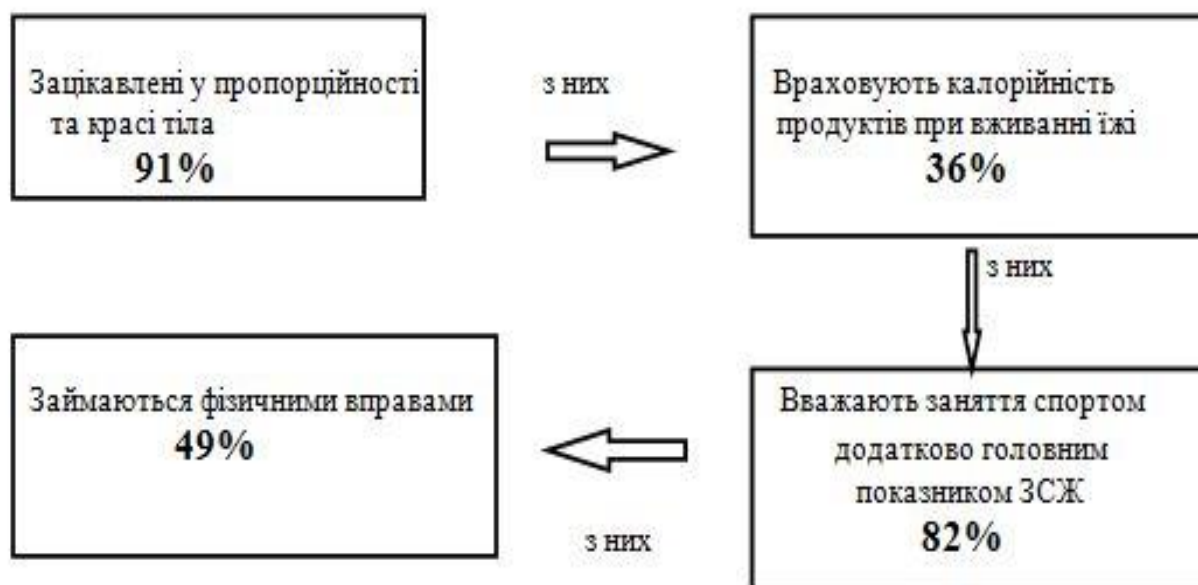 Зацікавлені у пропорційності
та красі тіла
91%
з них
Враховують калорійність
продуктів при вживанні їжі
36%
з них
Вважають заняття спортом
додатково головним
показником ЗСЖ
82%
з них
Займаються фізичними вправами
49%